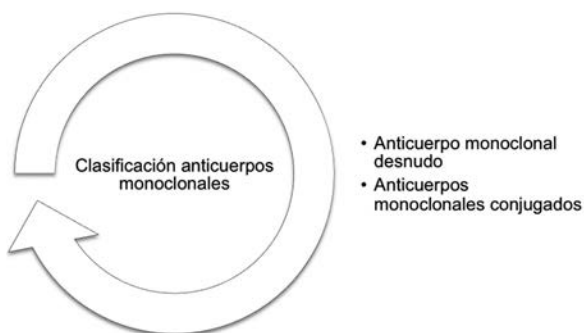 Clasificación anticuerpos
monoclonales
• Anticuerpo monoclonal
desnudo
• Anticuerpos
monoclonales conjugados